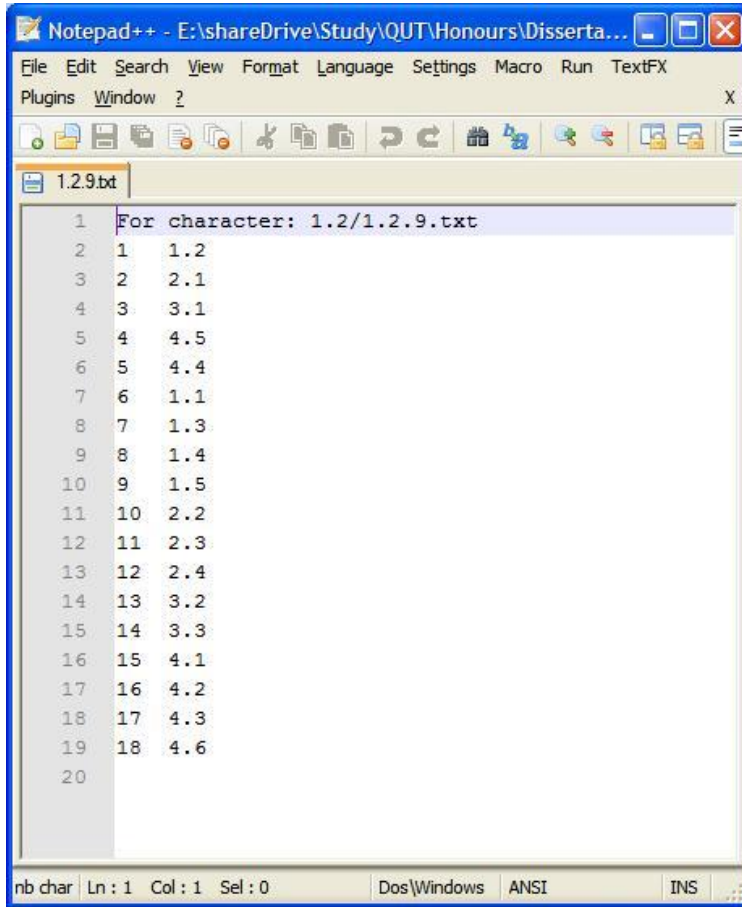 Notepad++ - E:\shareDrive\Study\QUT\Honours\Disserta...
File Edit Search View Format Language Settings Macro Run TextFX
Plugins Window ? X
1.2.9.txt
1 For character: 1.2/1.2.9.txt
2 1 1.2
3 2 2.1
4 3 3.1
5 4 4.5
6 5 4.4
7 6 1.1
8 7 1.3
9 8 1.4
10 9 1.5
11 10 2.2
12 11 2.3
13 12 2.4
14 13 3.2
15 14 3.3
16 15 4.1
17 16 4.2
18 17 4.3
19 18 4.6
20
nb char Ln : 1 Col : 1 Sel : 0 Dos\Windows ANSI INS